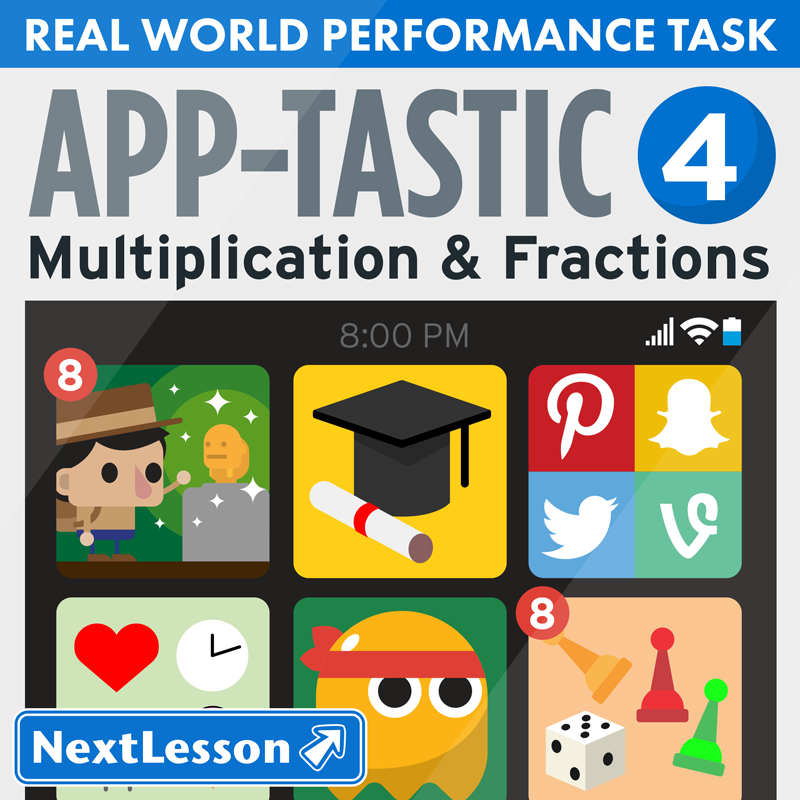 REAL WORLD PERFORMANCE TASK
APP-TASTIC 4
Multiplication & Fractions
8:00 PM
8
8
NextLesson